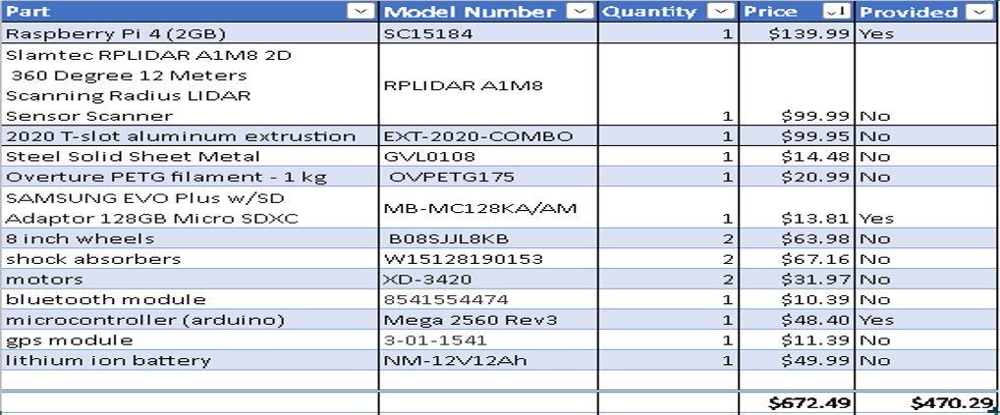 Part Model Number Quantity Price Provided
Raspberry Pi 4 (2GB) SC15184 1 $139.99 Yes
Slamtec RPLIDAR A1M8 2D
360 Degree 12 Meters
Scanning Radius LIDAR
Sensor Scanner RPLIDAR A1M8 1 $99.99 No
2020 T-slot aluminum extrustion EXT-2020-COMBO 1 $99.95 No
Steel Solid Sheet Metal GVL0108 1 $14.48 No
Overture PETG filament - 1 kg OVPETG175 1 $20.99 No
SAMSUNG EVO Plus w/SD
Adaptor 128GB Micro SDXC MB-MC128KA/AM 1 $13.81 Yes
8 inch wheels B08SJJL8KB 2 $63.98 No
shock absorbers W15128190153 2 $67.16 No
motors XD-3420 2 $31.97 No
bluetooth module 8541554474 1 $10.39 No
microcontroller (arduino) Mega 2560 Rev3 1 $48.40 Yes
gps module 3-01-1541 1 $11.39 No
lithium ion battery NM-12V12Ah 1 $49.99 No
$672.49 $470.29